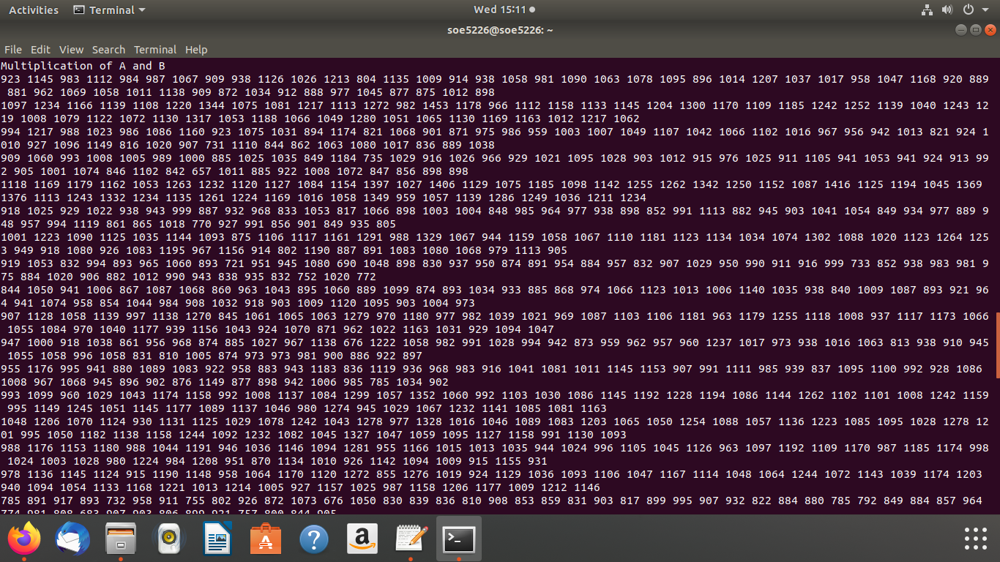 Activities Terminal Wed 15:11
soe5226@soe5226: ~
File Edit View Search Terminal Help
Multiplication of A and B
923 1145 983 1112 984 987 1067 909 938 1126 1026 1213 804 1135 1009 914 938 1058 981 1090 1063 1078 1095 896 1014 1207 1037 1017 958 1047 1168 920 889
881 962 1069 1058 1011 1138 909 872 1034 912 888 977 1045 877 875 1012 898
1097 1234 1166 1139 1108 1220 1344 1075 1081 1217 1113 1272 982 1453 1178 966 1112 1158 1133 1145 1204 1300 1170 1109 1185 1242 1252 1139 1040 1243 12
19 1008 1079 1122 1072 1130 1317 1053 1188 1066 1049 1280 1051 1065 1130 1169 1163 1012 1217 1062
994 1217 988 1023 986 1086 1160 923 1075 1031 894 1174 821 1068 901 871 975 986 959 1003 1007 1049 1107 1042 1066 1102 1016 967 956 942 1013 821 924 1
010 927 1096 1149 816 1020 907 731 1110 844 862 1063 1080 1017 836 889 1038
909 1060 993 1008 1005 989 1000 885 1025 1035 849 1184 735 1029 916 1026 966 929 1021 1095 1028 903 1012 915 976 1025 911 1105 941 1053 941 924 913 99
2 905 1001 1074 846 1102 842 657 1011 885 922 1008 1072 847 856 898 898
1118 1169 1179 1162 1053 1263 1232 1120 1127 1084 1154 1397 1027 1406 1129 1075 1185 1098 1142 1255 1262 1342 1250 1152 1087 1416 1125 1194 1045 1369
1376 1113 1243 1332 1234 1135 1261 1224 1169 1016 1058 1349 959 1057 1139 1286 1249 1036 1211 1234
918 1025 929 1022 938 943 999 887 932 968 833 1053 817 1066 898 1003 1004 848 985 964 977 938 898 852 991 1113 882 945 903 1041 1054 849 934 977 889 9
48 957 994 1119 861 865 1018 770 927 991 856 901 849 935 805
1001 1223 1090 1125 1035 1144 1093 875 1106 1117 1161 1291 988 1329 1067 944 1159 1058 1067 1110 1181 1123 1134 1034 1074 1302 1088 1020 1123 1264 125
3 949 918 1080 926 1083 1195 967 1156 914 802 1190 887 891 1083 1080 1068 979 1113 905
919 1053 832 994 893 965 1060 893 721 951 945 1080 690 1048 898 830 937 950 874 891 954 884 957 832 907 1029 950 990 911 916 999 733 852 938 983 981 9
75 884 1020 906 882 1012 990 943 838 935 832 752 1020 772
844 1050 941 1006 867 1087 1068 860 963 1043 895 1060 889 1099 874 893 1034 933 885 868 974 1066 1123 1013 1006 1140 1035 938 840 1009 1087 893 921 96
4 941 1074 958 854 1044 984 908 1032 918 903 1009 1120 1095 903 1004 973
907 1128 1058 1139 997 1138 1270 845 1061 1065 1063 1279 970 1180 977 982 1039 1021 969 1087 1103 1106 1181 963 1179 1255 1118 1008 937 1117 1173 1066
1055 1084 970 1040 1177 939 1156 1043 924 1070 871 962 1022 1163 1031 929 1094 1047
947 1000 918 1038 861 956 968 874 885 1027 967 1138 676 1222 1058 982 991 1028 994 942 873 959 962 957 960 1237 1017 973 938 1016 1063 813 938 910 945
1055 1058 996 1058 831 810 1005 874 973 973 981 900 886 922 897
955 1176 995 941 880 1089 1083 922 958 883 943 1183 836 1119 936 968 983 916 1041 1081 1011 1145 1153 907 991 1111 985 939 837 1095 1100 992 928 1086
1008 967 1068 945 896 902 876 1149 877 898 942 1006 985 785 1034 902
993 1099 960 1029 1043 1174 1158 992 1008 1137 1084 1299 1057 1352 1060 992 1103 1030 1086 1145 1192 1228 1194 1086 1144 1262 1102 1101 1008 1242 1159
995 1149 1245 1051 1145 1177 1089 1137 1046 980 1274 945 1029 1067 1232 1141 1085 1081 1163
1048 1206 1070 1124 930 1131 1125 1029 1078 1242 1043 1278 977 1328 1016 1046 1089 1083 1203 1065 1050 1254 1088 1057 1136 1223 1085 1095 1028 1278 12
01 995 1050 1182 1138 1158 1244 1092 1232 1082 1045 1327 1047 1059 1095 1127 1158 991 1130 1093
988 1176 1153 1180 988 1044 1191 946 1036 1146 1094 1281 955 1166 1015 1013 1035 944 1024 996 1105 1045 1126 963 1097 1192 1109 1170 987 1185 1174 998
1024 1003 1028 980 1224 984 1208 951 870 1134 1010 926 1142 1094 1009 915 1155 931
978 1136 1145 1124 915 1190 1148 958 1064 1170 1120 1272 855 1276 1019 924 1129 1036 1093 1106 1047 1167 1114 1048 1064 1244 1072 1143 1039 1174 1203
940 1094 1054 1133 1168 1221 1013 1214 1005 927 1157 1025 987 1158 1206 1177 1009 1212 1146
785 891 917 893 732 958 911 755 802 926 872 1073 676 1050 830 839 836 810 908 853 859 831 903 817 899 995 907 932 822 884 880 785 792 849 884 857 964
774 981 808 683 907 903 806 899 921 757 800 844 905